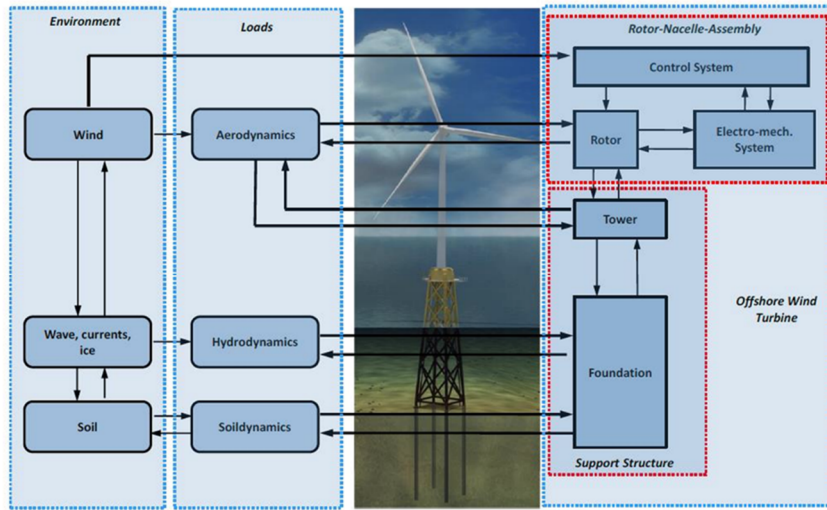 Environment
Loads
Rotor-Nacelle-Assembly
Control System
Wind
Aerodynamics
Rotor
Electro-mech.
System
Tower
Offshore Wind
Turbine
Wave, currents,
ice
Hydrodynamics
Foundation
Soil
Soildynamics
Support Structure